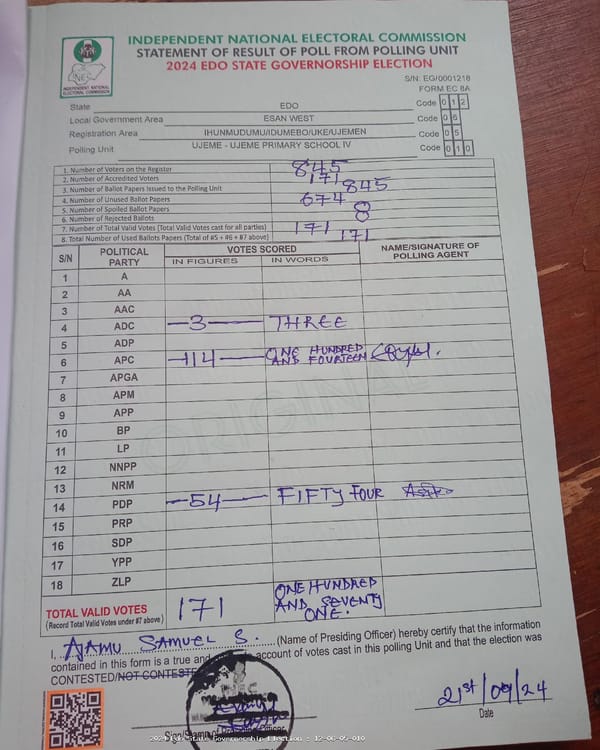 INDEPENDENT NATIONAL ELECTORAL COMMISSION
STATEMENT OF RESULT OF POLL FROM POLLING UNIT
2024 EDO STATE GOVERNORSHIP ELECTION
INDEPENDENT NATIONAL
ELECTORAL COMMISSION
S/N: EG/0001218
FORM EC 8A
State EDO Code 0 1 2
Local Government Area ESAN WEST Code 0 6
Registration Area IHUNMUDUMU/IDUMEBO/UKE/UJEMEN Code 0 5
Polling Unit UJEME - UJEME PRIMARY SCHOOL IV Code 0 1 0
1. Number of Voters on the Register 845
2. Number of Accredited Voters 171
3. Number of Ballot Papers Issued to the Polling Unit 845
4. Number of Unused Ballot Papers 674
5. Number of Spoiled Ballot Papers
6. Number of Rejected Ballots
7. Number of Total Valid Votes (Total Valid Votes cast for all parties) 171
8. Total Number of Used Ballots Papers (Total of #5 + #6 + #7 above) 171
S/N POLITICAL PARTY VOTES SCORED NAME/SIGNATURE OF POLLING AGENT
IN FIGURES IN WORDS
1 A
2 AA
3 AAC
4 ADC 3 THREE
5 ADP
6 APC 114 ONE HUNDRED AND FOURTEEN
7 APGA
8 APM
9 APP
10 BP
11 LP
12 NNPP
13 NRM
14 PDP 54 FIFTY FOUR
15 PRP
16 SDP
17 YPP
18 ZLP
ORIGINAL
TOTAL VALID VOTES 171 ONE HUNDRED AND SEVENTY ONE.
(Record Total Valid Votes under #7 above)
I, AJAMU SAMUEL S. (Name of Presiding Officer) hereby certify that the information
contained in this form is a true and account of votes cast in this polling Unit and that the election was
CONTESTED/NOT CONTESTED
21st/09/24
Date
2024 Edo State Governorship Election : 12-06-05-010